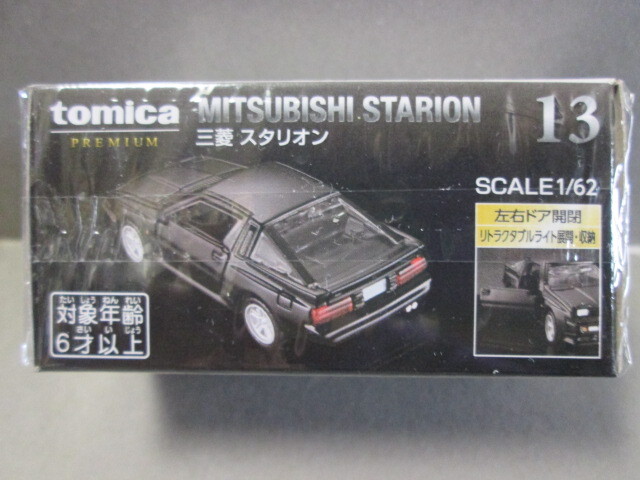 tomica
PREMIUM
MITSUBISHI STARION
三菱 スタリオン
13
SCALE1/62
左右ドア開閉
リトラクタブルライト展開・収納
たいしょうねんれい
対象年齢
さいいじょう
6才以上